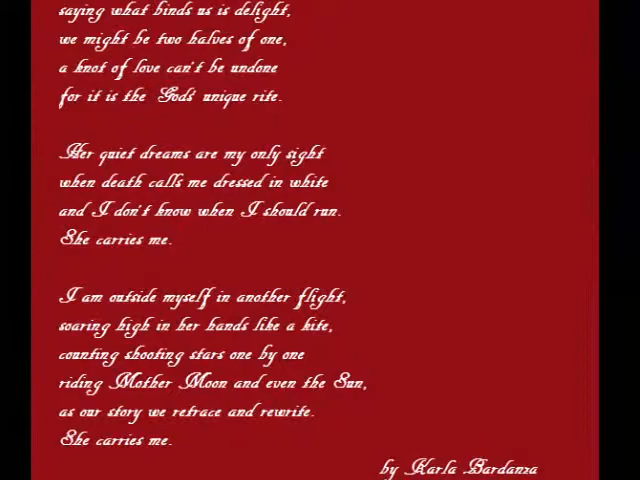 saying what binds us is delight,
we might be two halves of one,
a knot of love can't be undone
for it is the Gods' unique rite.
Her quiet dreams are my only sight
when death calls me dressed in white
and I don't know when I should run.
She carries me.
I am outside myself in another flight,
soaring high in her hands like a kite,
counting shooting stars one by one
riding Mother Moon and even the Sun,
as our story we retrace and rewrite.
She carries me.
by Karla Bardanza